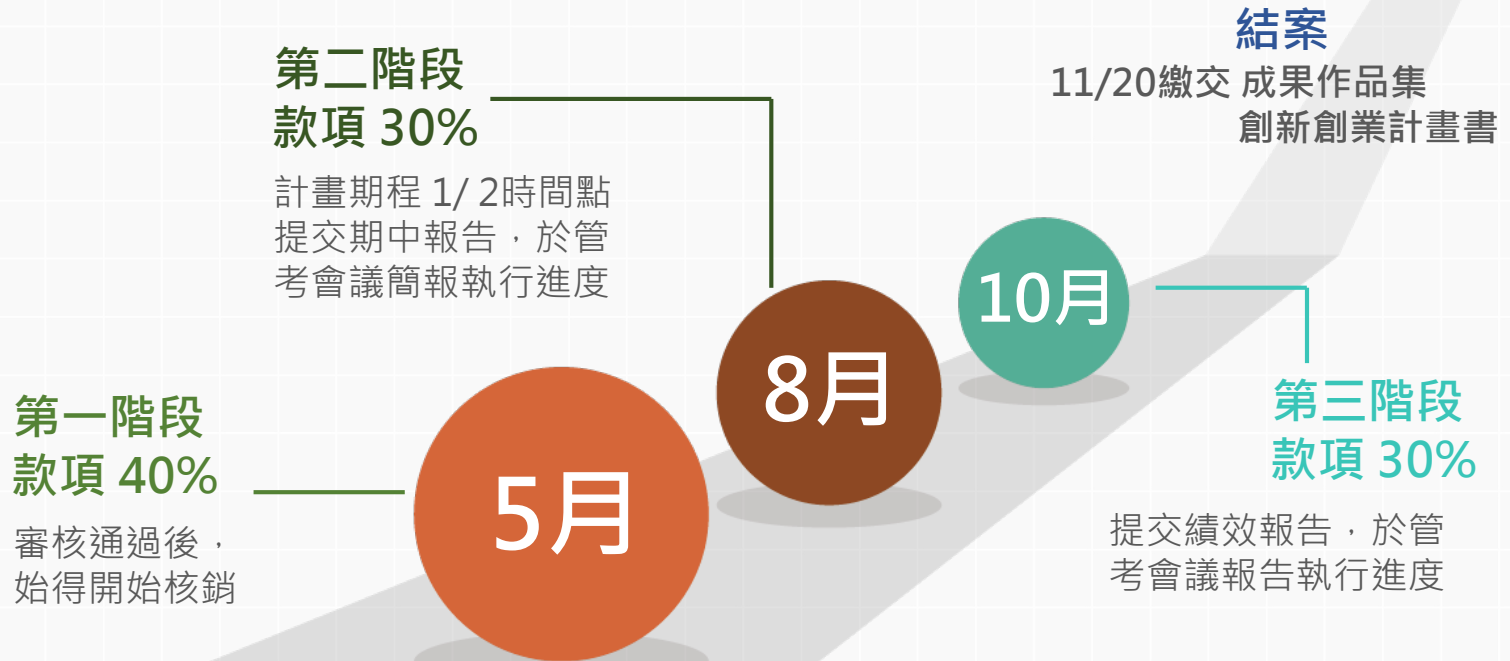 結案
11/20繳交 成果作品集
創新創業計畫書
第二階段
款項 30%
計畫期程 1/ 2時間點
提交期中報告，於管
考會議簡報執行進度
10月
8月
第一階段
款項 40%
審核通過後，
始得開始核銷
5月
第三階段
款項 30%
提交績效報告，於管
考會議報告執行進度